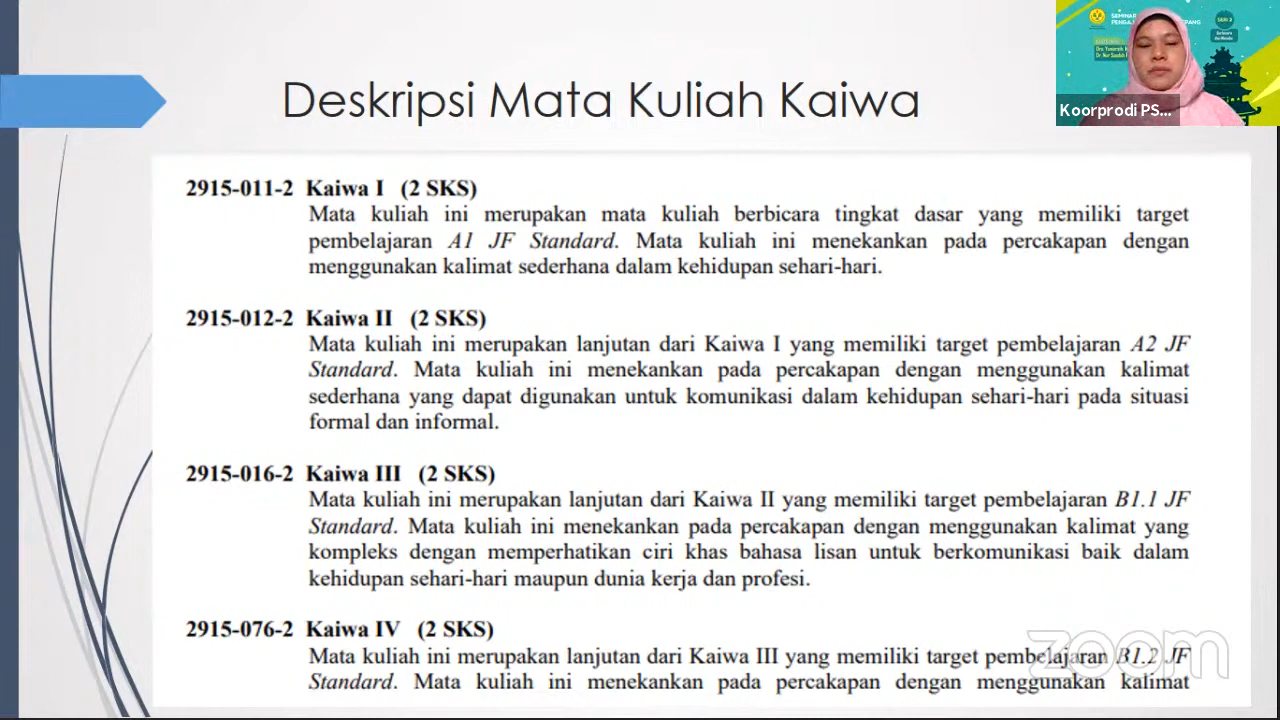 Deskripsi Mata Kuliah Kaiwa
Koorprodi PS...
2915-011-2 Kaiwa I (2 SKS)
Mata kuliah ini merupakan mata kuliah berbicara tingkat dasar yang memiliki target
pembelajaran A1 JF Standard. Mata kuliah ini menekankan pada percakapan dengan
menggunakan kalimat sederhana dalam kehidupan sehari-hari.
2915-012-2 Kaiwa II (2 SKS)
Mata kuliah ini merupakan lanjutan dari Kaiwa I yang memiliki target pembelajaran A2 JF
Standard. Mata kuliah ini menekankan pada percakapan dengan menggunakan kalimat
sederhana yang dapat digunakan untuk komunikasi dalam kehidupan sehari-hari pada situasi
formal dan informal.
2915-016-2 Kaiwa III (2 SKS)
Mata kuliah ini merupakan lanjutan dari Kaiwa II yang memiliki target pembelajaran B1.1 JF
Standard. Mata kuliah ini menekankan pada percakapan dengan menggunakan kalimat yang
kompleks dengan memperhatikan ciri khas bahasa lisan untuk berkomunikasi baik dalam
kehidupan sehari-hari maupun dunia kerja dan profesi.
2915-076-2 Kaiwa IV (2 SKS)
Mata kuliah ini merupakan lanjutan dari Kaiwa III yang memiliki target pembelajaran B1.2 JF
Standard. Mata kuliah ini menekankan pada percakapan dengan menggunakan kalimat
zoom